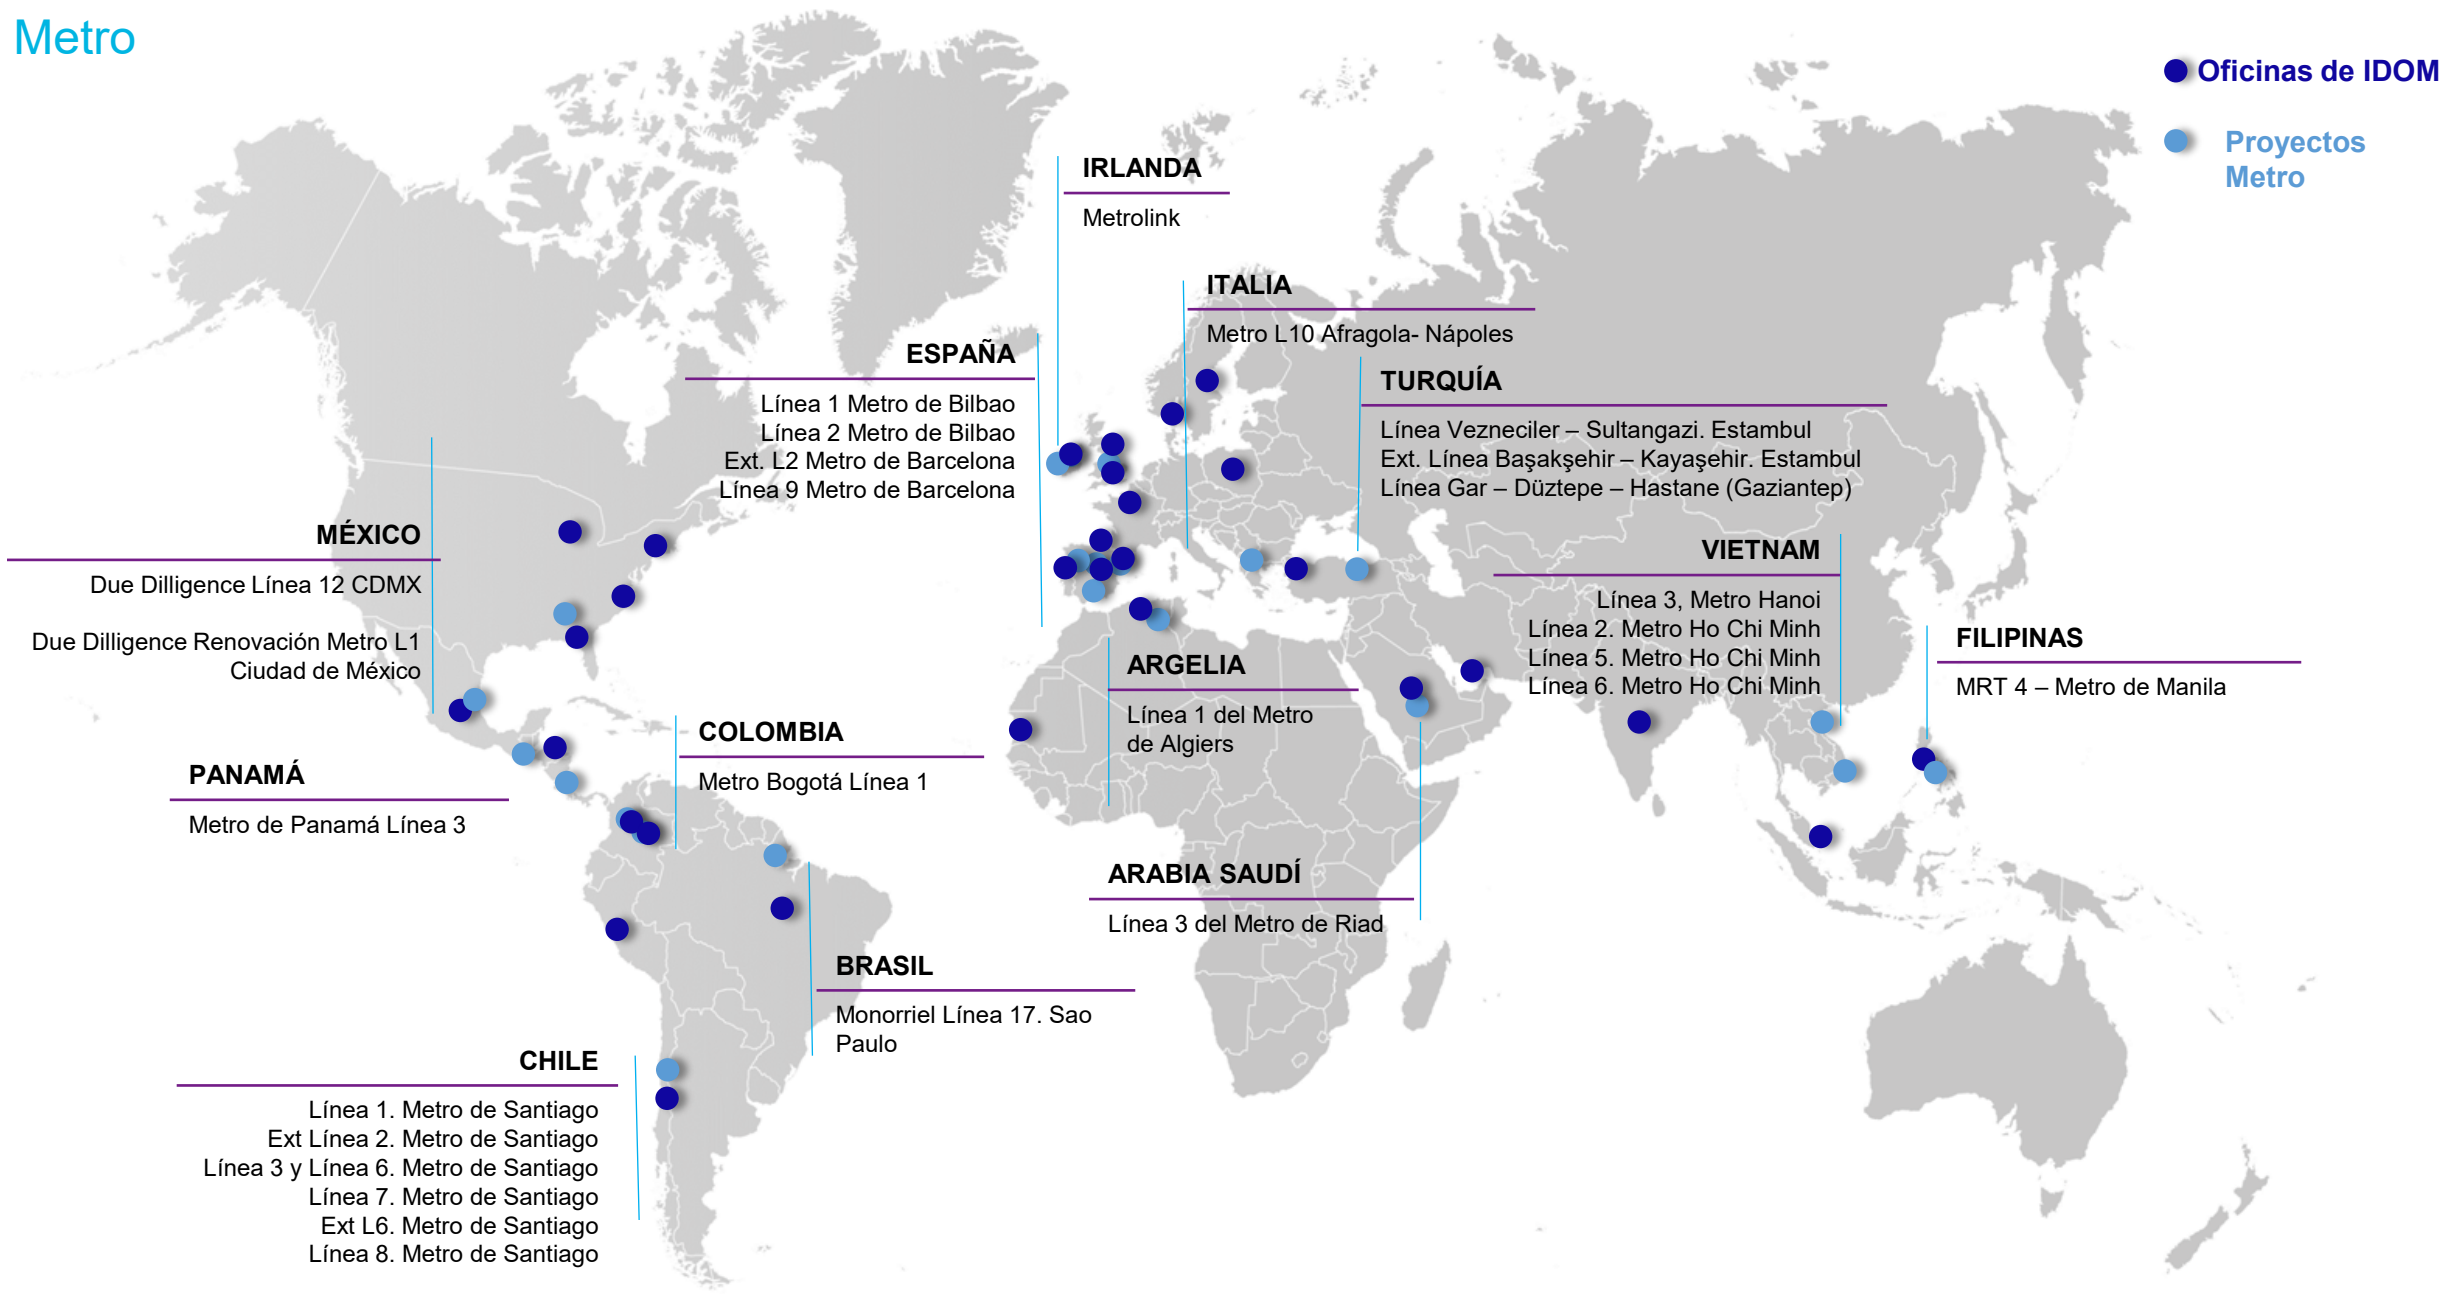 Metro
Oficinas de IDOM
Proyectos
Metro
IRLANDA
Metrolink
ITALIA
Metro L10 Afragola- Nápoles
ESPAÑA
Línea 1 Metro de Bilbao
Línea 2 Metro de Bilbao
Ext. L2 Metro de Barcelona
Línea 9 Metro de Barcelona
TURQUÍA
Línea Vezneciler – Sultangazi. Estambul
Ext. Línea Başakşehir – Kayaşehir. Estambul
Línea Gar – Düztepe – Hastane (Gaziantep)
MÉXICO
Due Dilligence Línea 12 CDMX
Due Dilligence Renovación Metro L1
Ciudad de México
VIETNAM
Línea 3, Metro Hanoi
Línea 2. Metro Ho Chi Minh
Línea 5. Metro Ho Chi Minh
Línea 6. Metro Ho Chi Minh
FILIPINAS
MRT 4 – Metro de Manila
ARGELIA
Línea 1 del Metro
de Algiers
COLOMBIA
Metro Bogotá Línea 1
PANAMÁ
Metro de Panamá Línea 3
ARABIA SAUDÍ
Línea 3 del Metro de Riad
BRASIL
Monorriel Línea 17. Sao
Paulo
CHILE
Línea 1. Metro de Santiago
Ext Línea 2. Metro de Santiago
Línea 3 y Línea 6. Metro de Santiago
Línea 7. Metro de Santiago
Ext L6. Metro de Santiago
Línea 8. Metro de Santiago